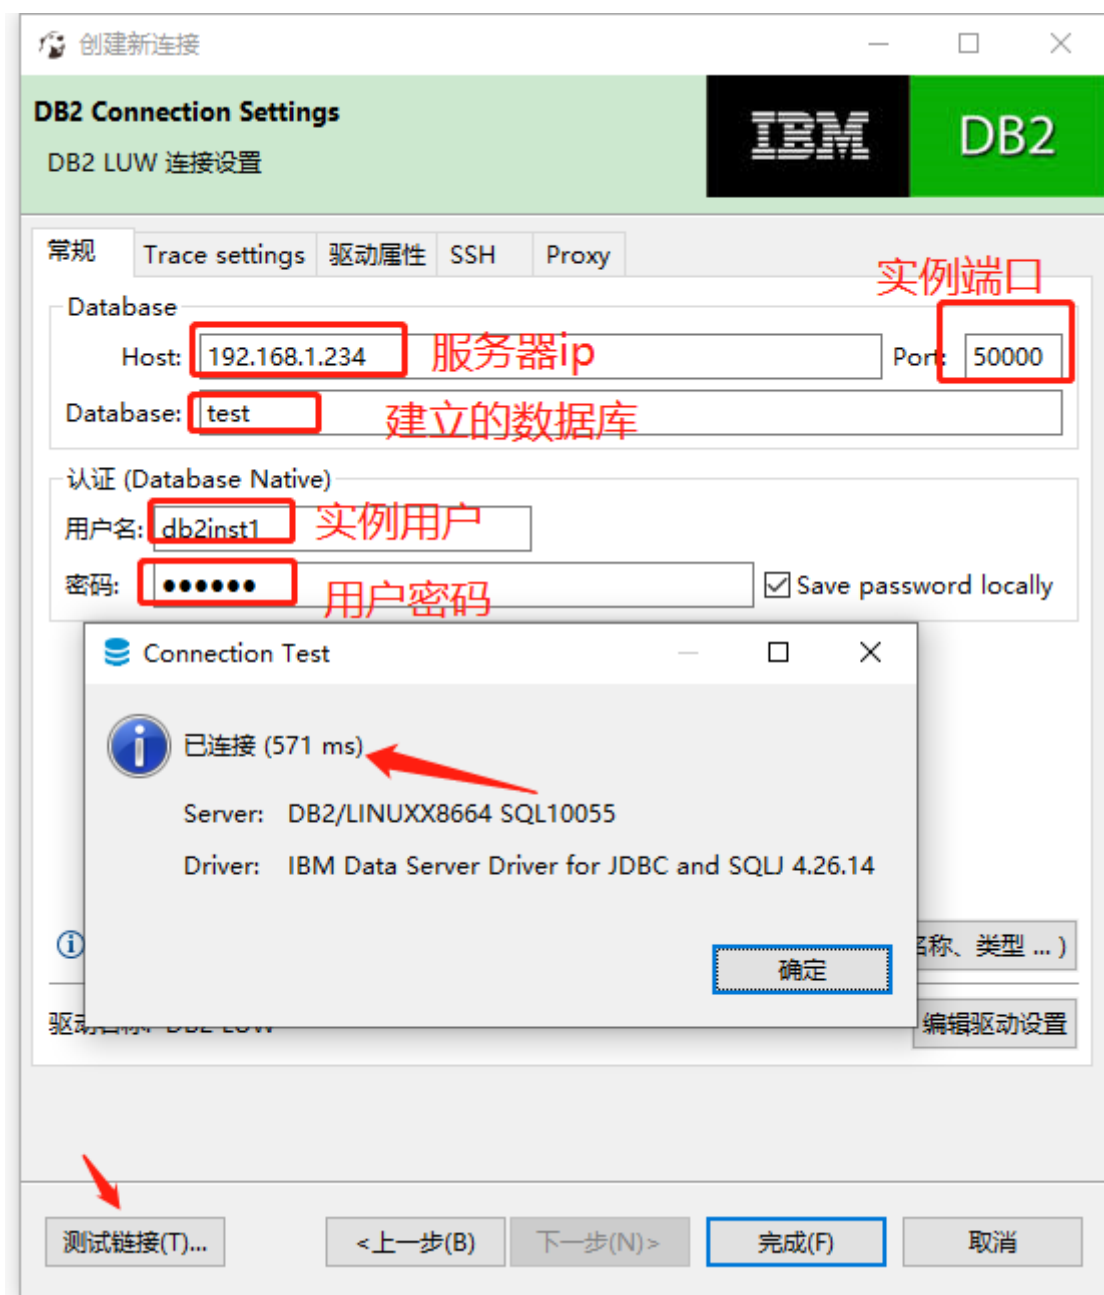 创建新连接
DB2 Connection Settings
DB2 LUW 连接设置
IBM
DB2
常规 Trace settings 驱动属性 SSH Proxy
实例端口
Database
Host: 192.168.1.234 服务器ip Port: 50000
Database: test 建立的数据库
认证 (Database Native)
用户名: db2inst1 实例用户
密码: ●●●●●● 用户密码 Save password locally
Connection Test
已连接 (571 ms)
Server: DB2/LINUXX8664 SQL10055
Driver: IBM Data Server Driver for JDBC and SQLJ 4.26.14
确定
称、类型 ... )
驱动名称: DB2 LUW
编辑驱动设置
测试链接(T)... <上一步(B) 下一步(N)> 完成(F) 取消